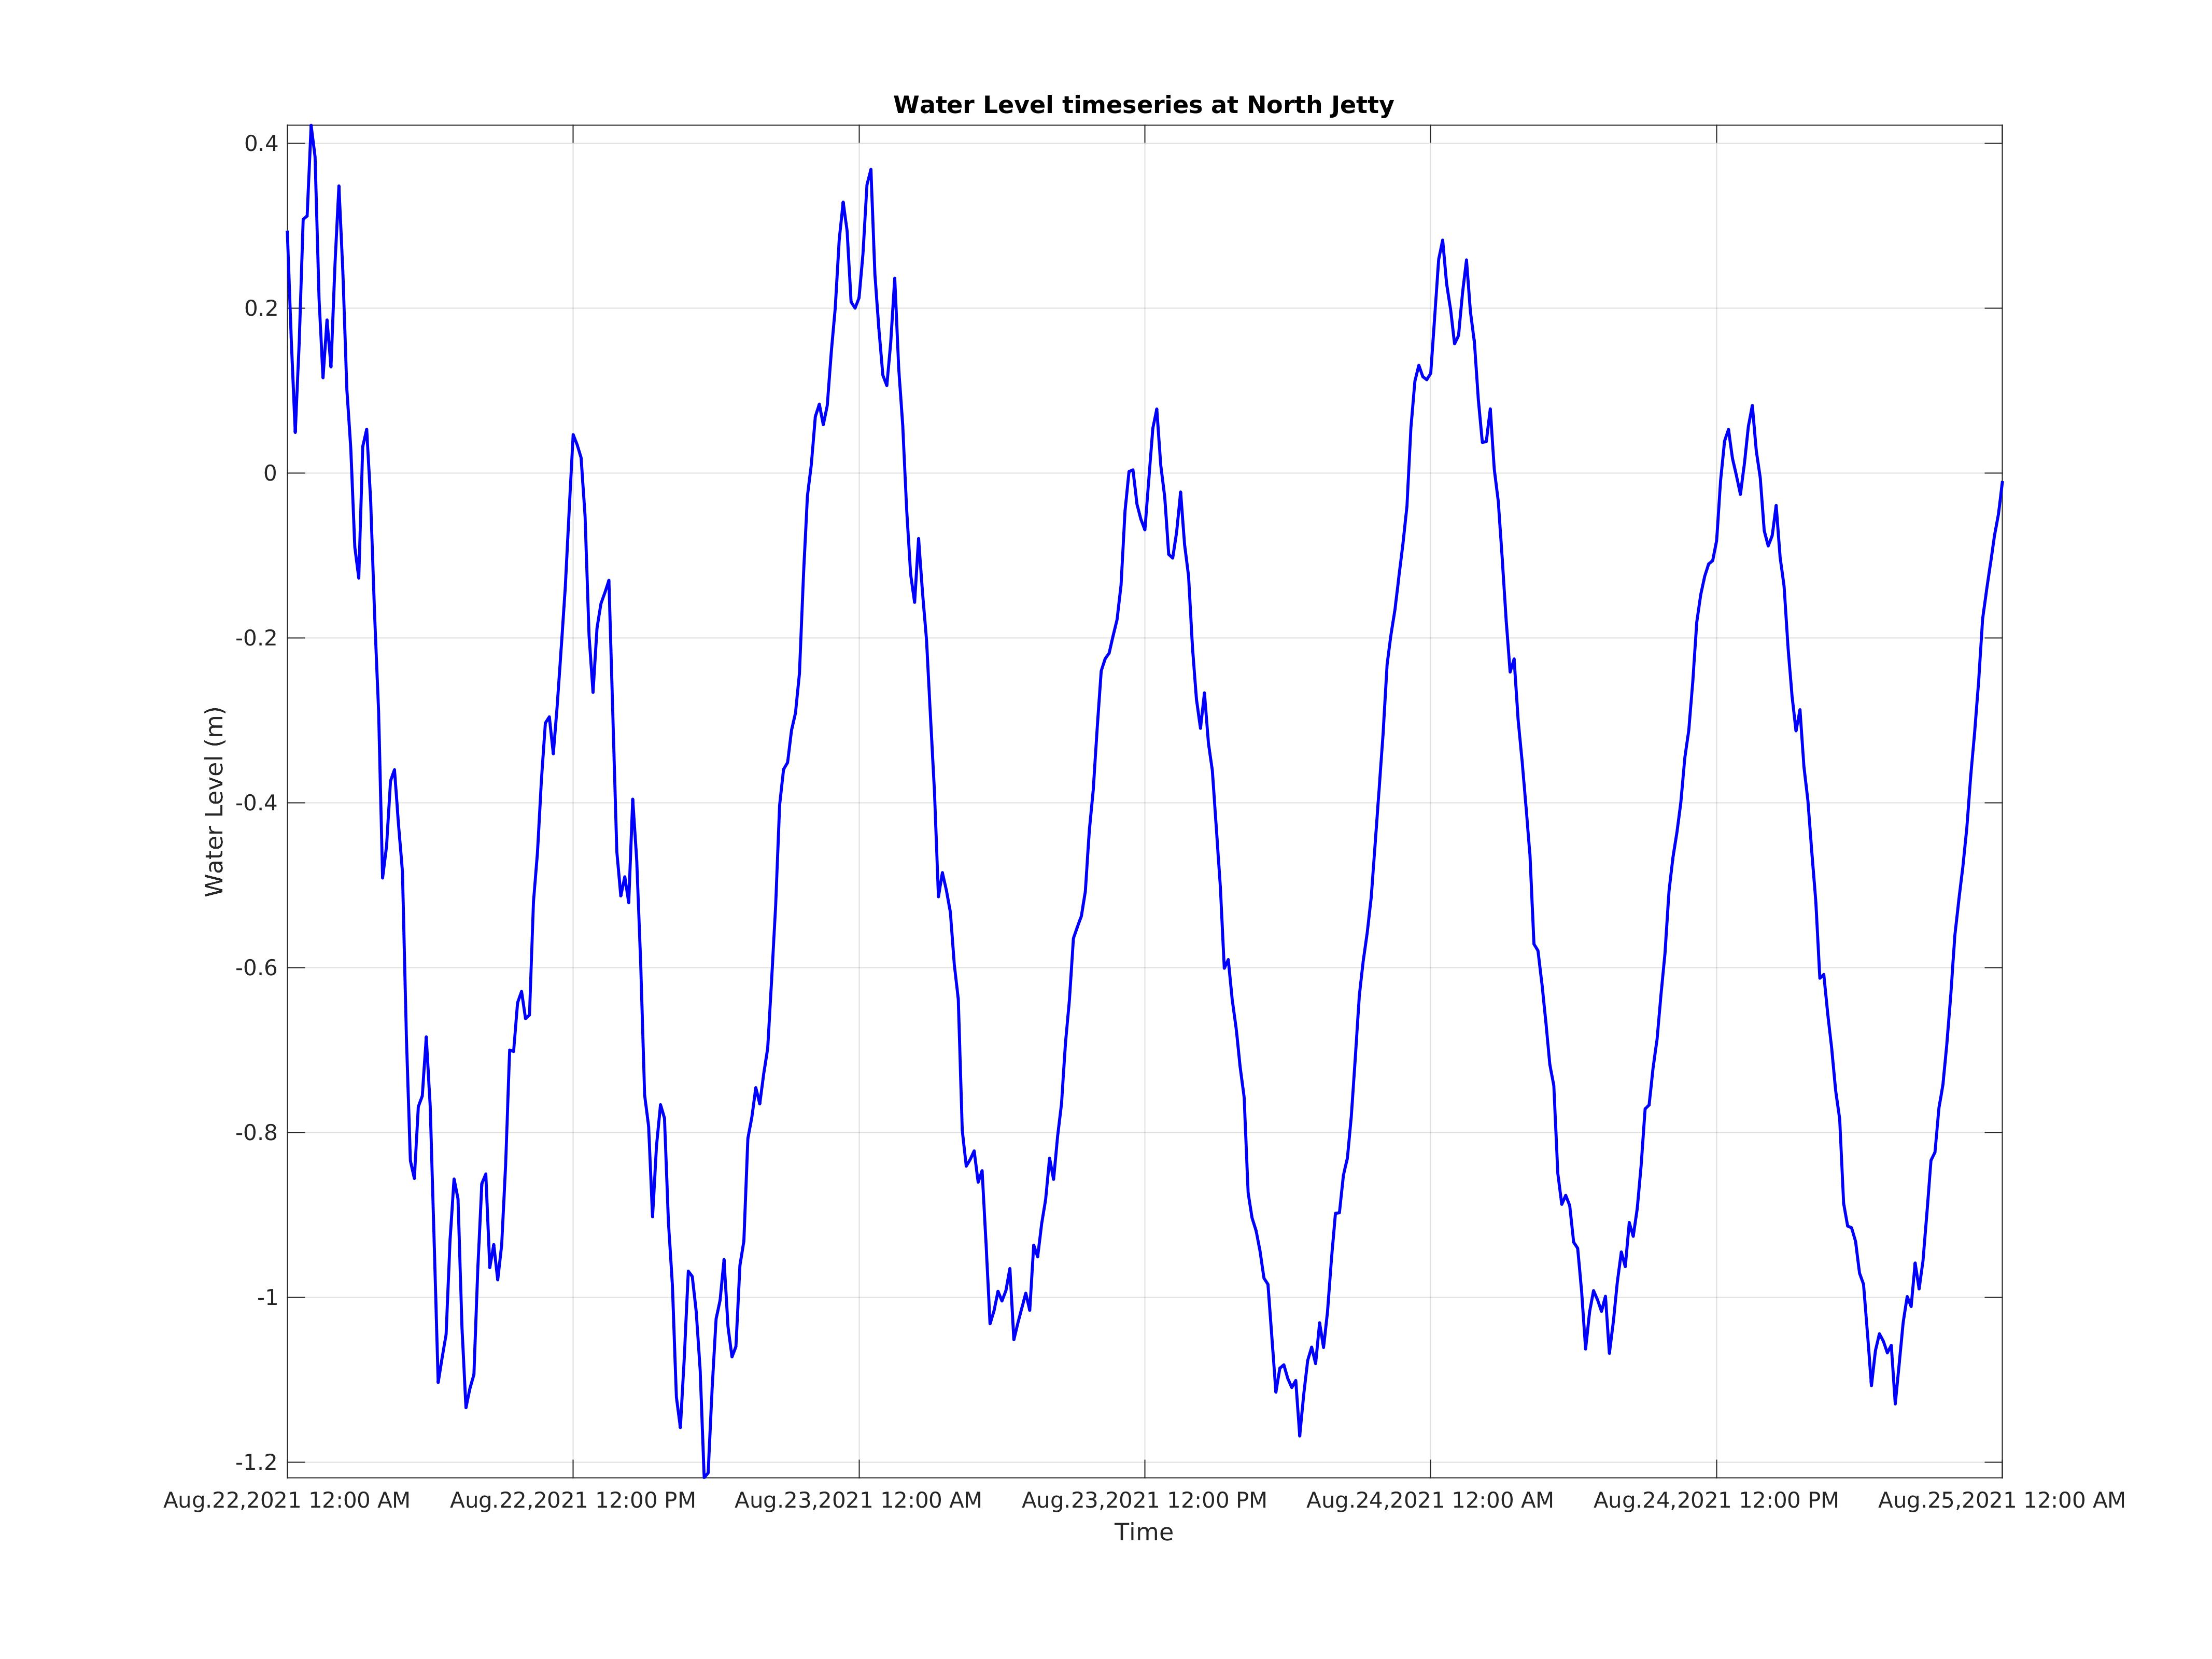 Water Level timeseries at North Jetty
0.4
0.2
0
-0.2
-0.4
-0.6
-0.8
-1
-1.2
Water Level (m)
Aug.22,2021 12:00 AM Aug.22,2021 12:00 PM Aug.23,2021 12:00 AM Aug.23,2021 12:00 PM Aug.24,2021 12:00 AM Aug.24,2021 12:00 PM Aug.25,2021 12:00 AM
Time